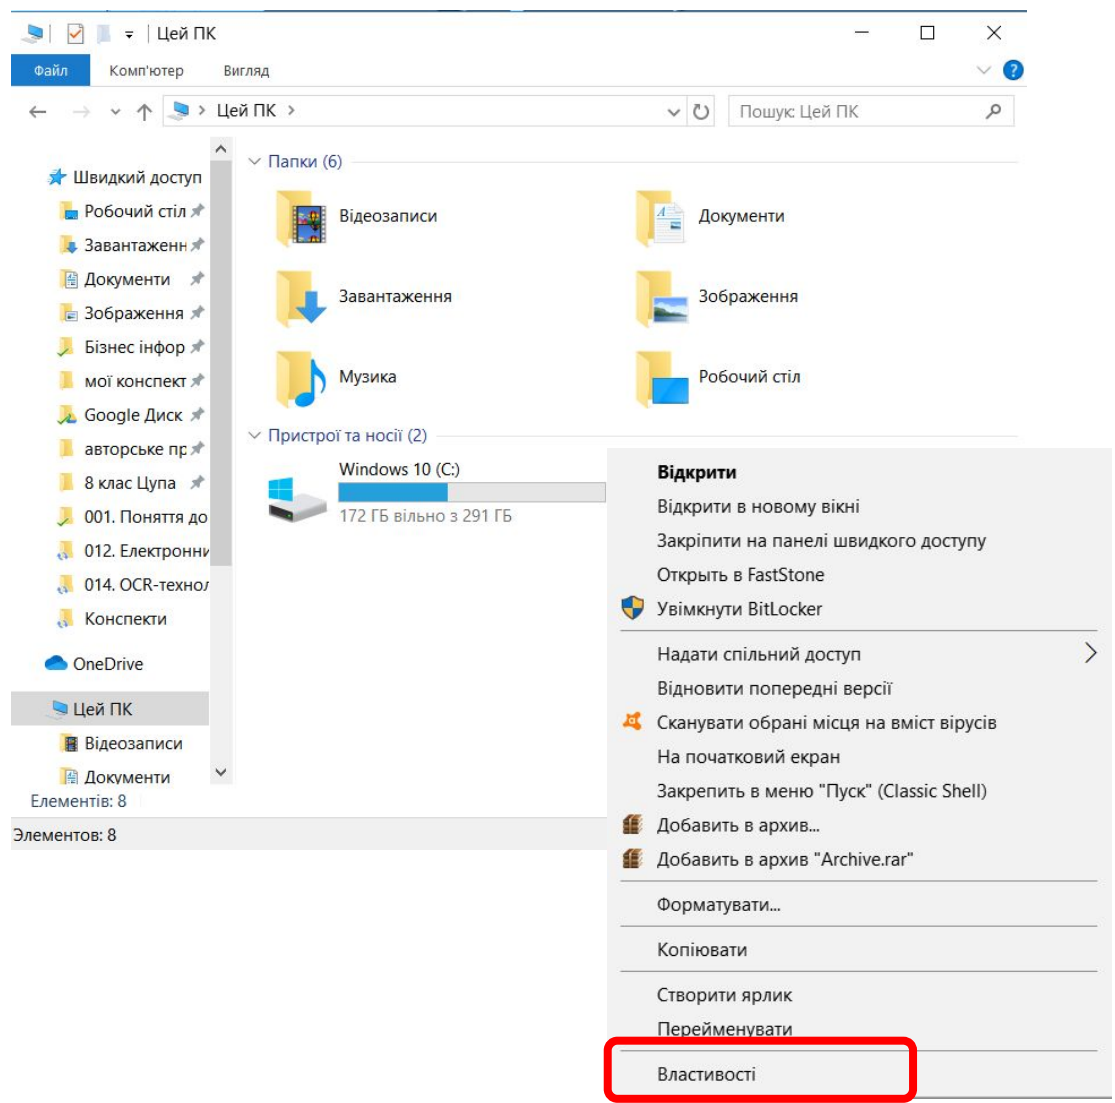 Цей ПК
Файл Комп'ютер Вигляд
Цей ПК
Пошук: Цей ПК
Швидкий доступ
Робочий стіл
Завантаженн
Документи
Зображення
Бізнес інфор
мої конспект
Google Диск
авторське пр
8 клас Цупа
001. Поняття до
012. Електронни
014. OCR-технол
Конспекти
OneDrive
Цей ПК
Відеозаписи
Документи
Елементів: 8
Элементов: 8
Папки (6)
Відеозаписи
Документи
Завантаження
Зображення
Музика
Робочий стіл
Пристрої та носії (2)
Windows 10 (C:)
172 ГБ вільно з 291 ГБ
Відкрити
Відкрити в новому вікні
Закріпити на панелі швидкого доступу
Открыть в FastStone
Увімкнути BitLocker
Надати спільний доступ
Відновити попередні версії
Сканувати обрані місця на вміст вірусів
На початковий екран
Закрепить в меню "Пуск" (Classic Shell)
Добавить в архив...
Добавить в архив "Archive.rar"
Форматувати...
Копіювати
Створити ярлик
Перейменувати
Властивості